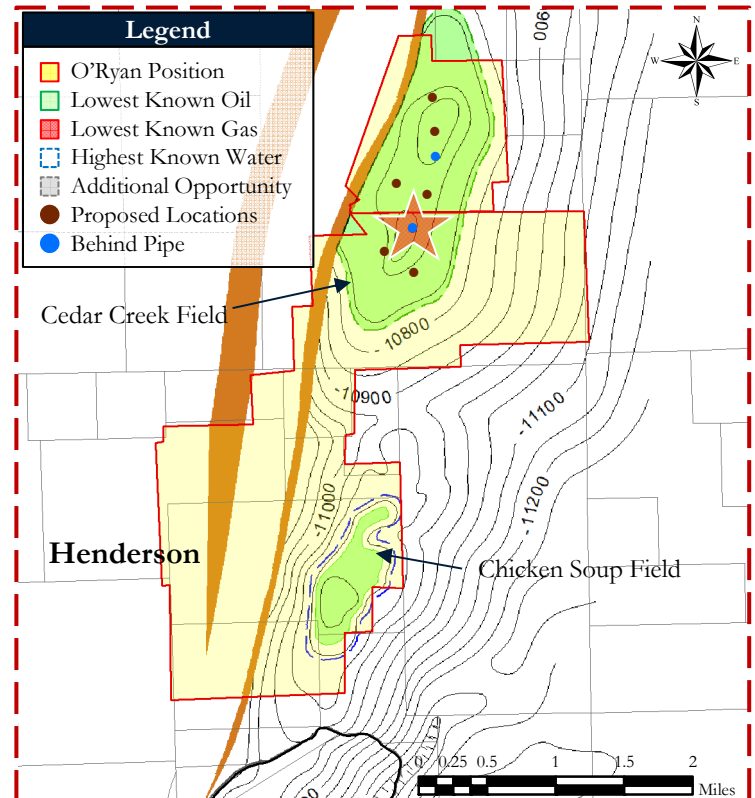 Legend
O'Ryan Position
Lowest Known Oil
Lowest Known Gas
Highest Known Water
Additional Opportunity
Proposed Locations
Behind Pipe
N
W
E
S
Cedar Creek Field
-10800
-10900
-11100
-11200
-11000
Henderson
Chicken Soup Field
0 0.25 0.5 1 1.5 2
Miles